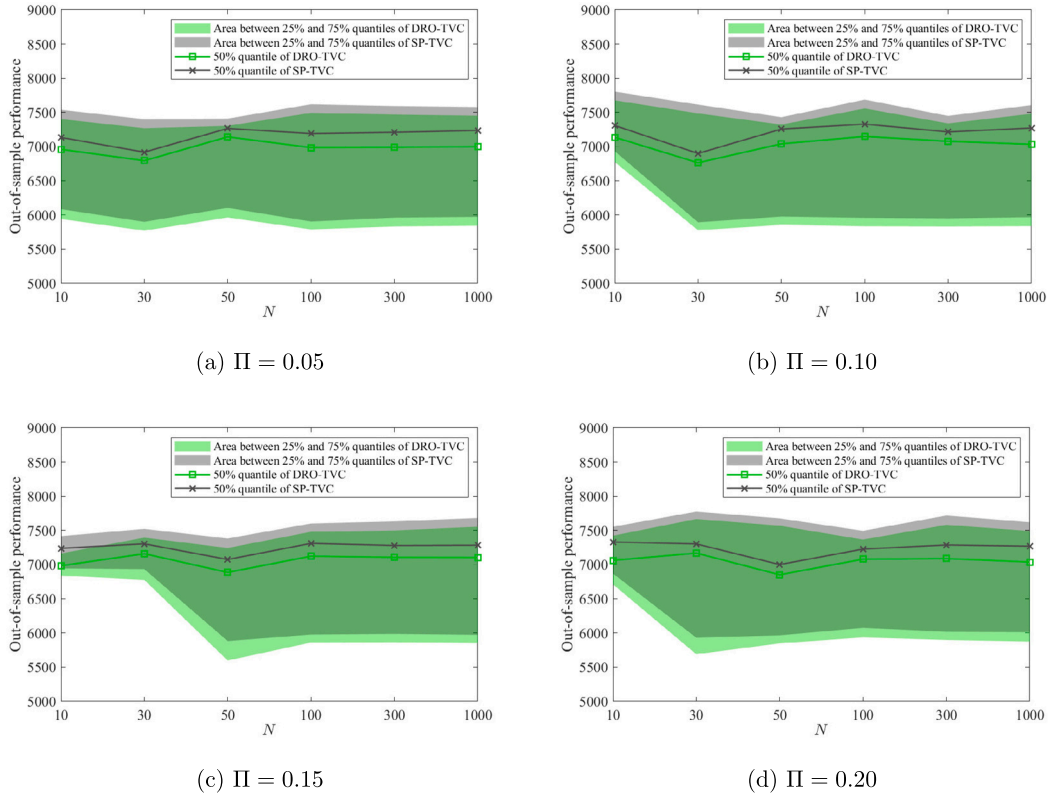 9000
8500
8000
7500
7000
6500
6000
5500
5000
Out-of-sample performance
Area between 25% and 75% quantiles of DRO-TVC
Area between 25% and 75% quantiles of SP-TVC
50% quantile of DRO-TVC
50% quantile of SP-TVC
10 30 50 100 300 1000
N
(a) Π = 0.05
9000
8500
8000
7500
7000
6500
6000
5500
5000
Out-of-sample performance
Area between 25% and 75% quantiles of DRO-TVC
Area between 25% and 75% quantiles of SP-TVC
50% quantile of DRO-TVC
50% quantile of SP-TVC
10 30 50 100 300 1000
N
(b) Π = 0.10
9000
8500
8000
7500
7000
6500
6000
5500
5000
Out-of-sample performance
Area between 25% and 75% quantiles of DRO-TVC
Area between 25% and 75% quantiles of SP-TVC
50% quantile of DRO-TVC
50% quantile of SP-TVC
10 30 50 100 300 1000
N
(c) Π = 0.15
9000
8500
8000
7500
7000
6500
6000
5500
5000
Out-of-sample performance
Area between 25% and 75% quantiles of DRO-TVC
Area between 25% and 75% quantiles of SP-TVC
50% quantile of DRO-TVC
50% quantile of SP-TVC
10 30 50 100 300 1000
N
(d) Π = 0.20